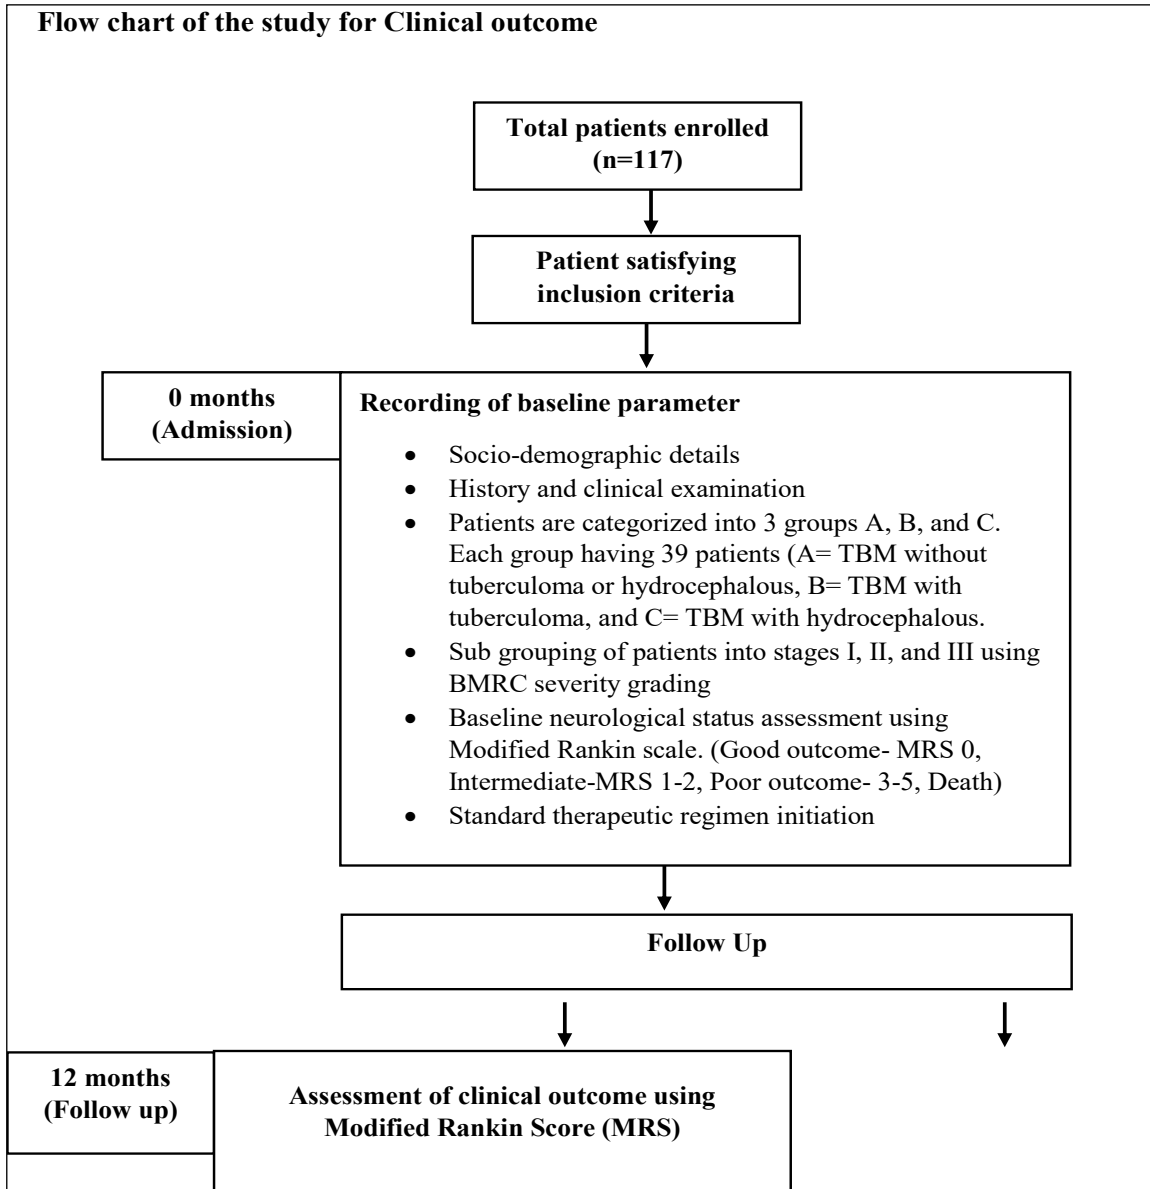 Flow chart of the study for Clinical outcome
Total patients enrolled
(n=117)
Patient satisfying
inclusion criteria
0 months
(Admission)
Recording of baseline parameter
• Socio-demographic details
• History and clinical examination
• Patients are categorized into 3 groups A, B, and C.
Each group having 39 patients (A= TBM without
tuberculoma or hydrocephalous, B= TBM with
tuberculoma, and C= TBM with hydrocephalous.
• Sub grouping of patients into stages I, II, and III using
BMRC severity grading
• Baseline neurological status assessment using
Modified Rankin scale. (Good outcome- MRS 0,
Intermediate-MRS 1-2, Poor outcome- 3-5, Death)
• Standard therapeutic regimen initiation
Follow Up
12 months
(Follow up)
Assessment of clinical outcome using
Modified Rankin Score (MRS)